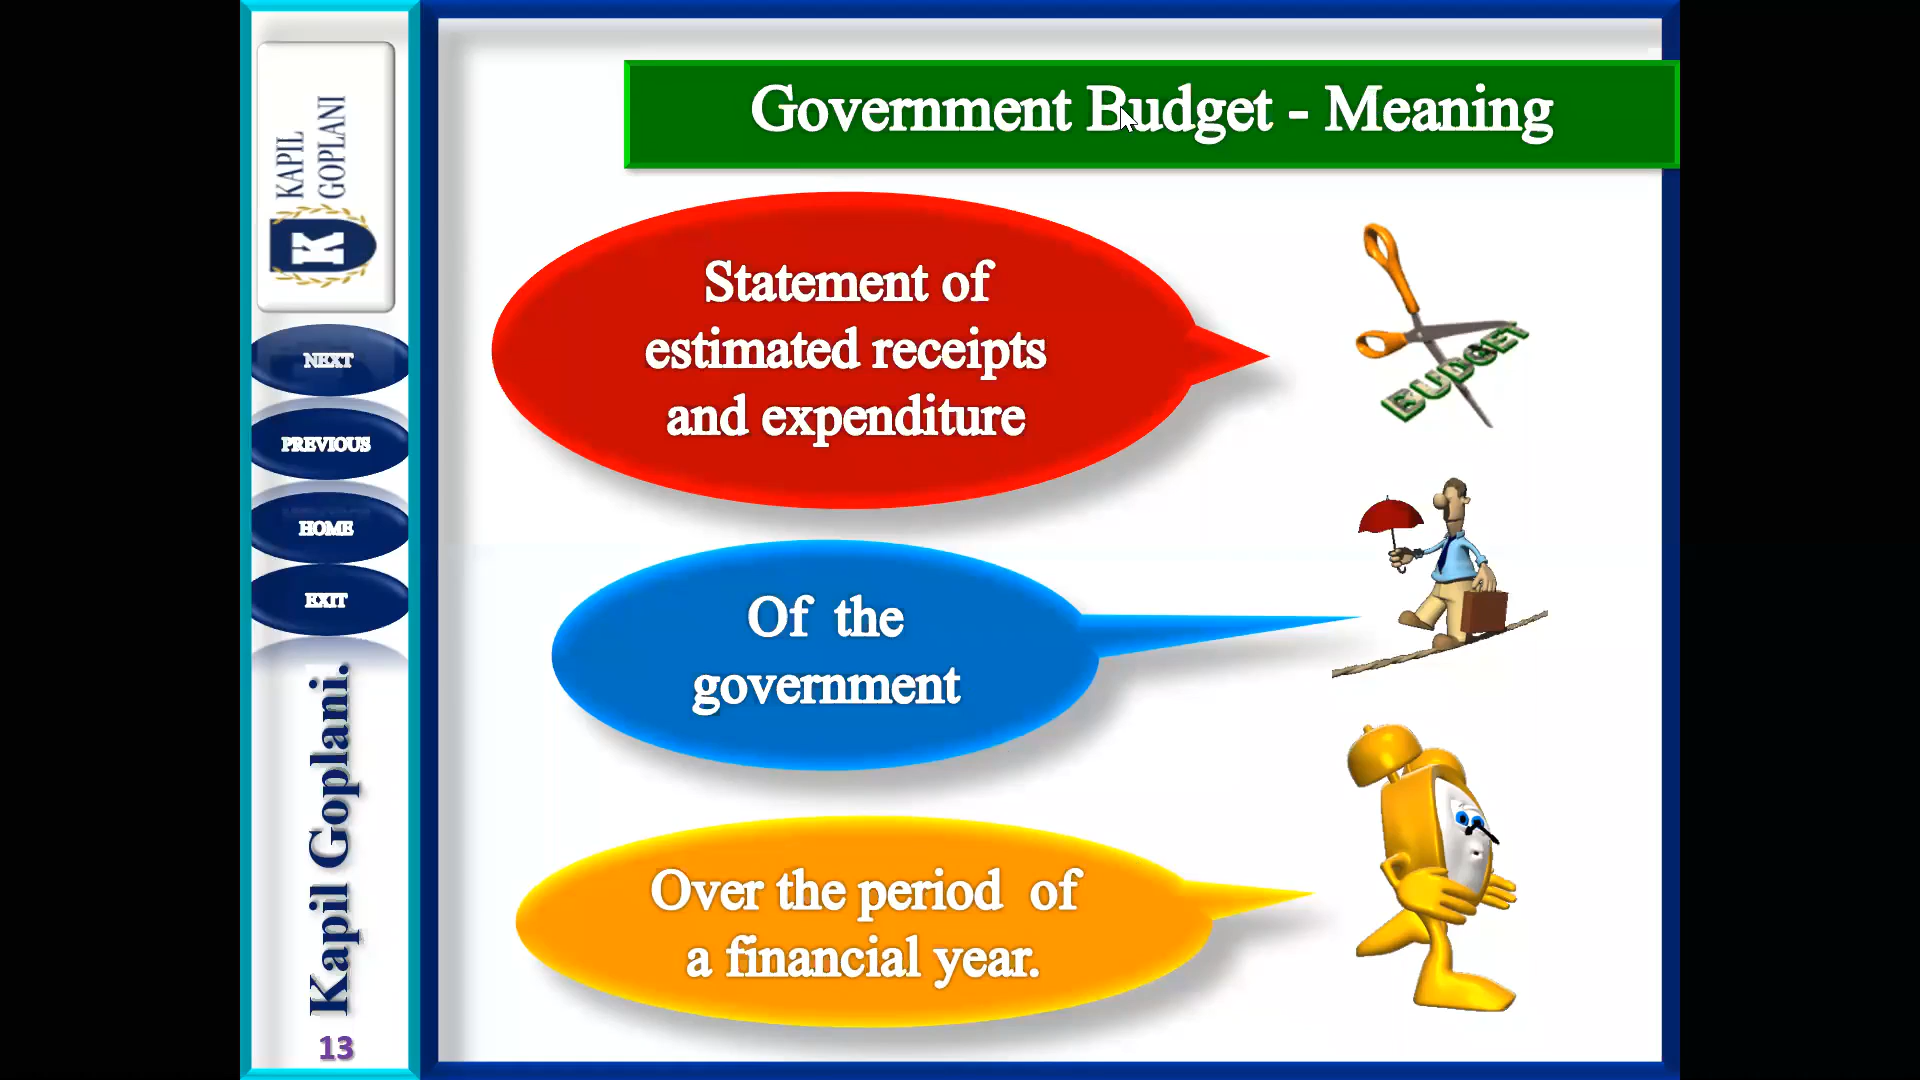 KAPIL
GOPLANI
K
NEXT
PREVIOUS
HOME
EXIT
Kapil Goplani.
13
Government Budget - Meaning
Statement of
estimated receipts
and expenditure
BUDGET
Of the
government
Over the period of
a financial year.